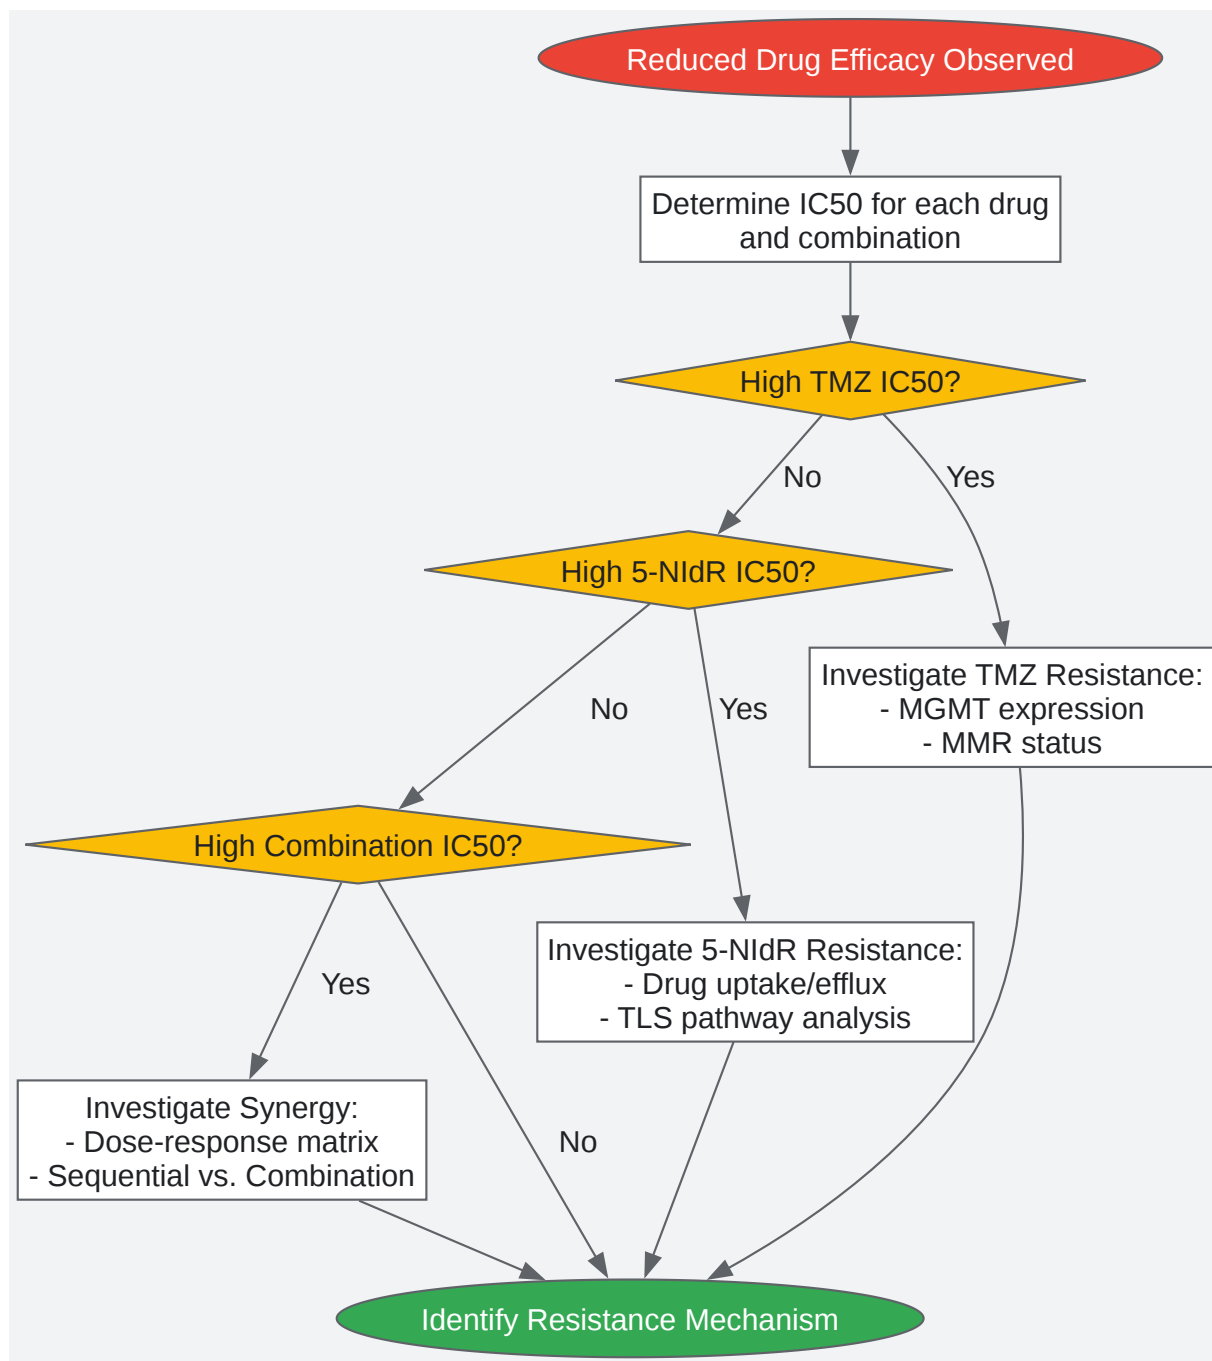 Reduced Drug Efficacy Observed
Determine IC50 for each drug
and combination
High TMZ IC50?
No
Yes
High 5-NIdR IC50?
Investigate TMZ Resistance:
- MGMT expression
- MMR status
No
Yes
High Combination IC50?
Investigate 5-NIdR Resistance:
- Drug uptake/efflux
- TLS pathway analysis
Yes
Investigate Synergy:
- Dose-response matrix
- Sequential vs. Combination
No
Identify Resistance Mechanism